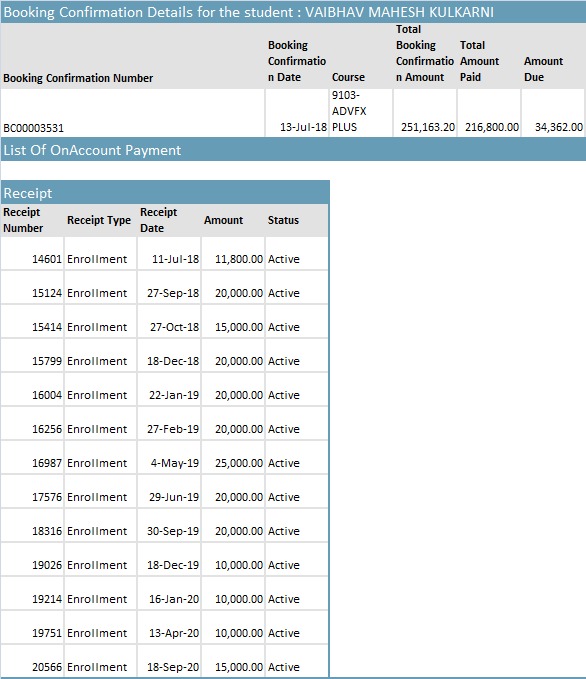 Booking Confirmation Details for the student : VAIBHAV MAHESH KULKARNI
Booking Confirmation Number
Booking
Confirmatio
n Date
Course
Total
Booking
Confirmatio
n Amount
Total
Amount
Paid
Amount
Due
BC00003531
13-Jul-18
9103-
ADVFX
PLUS
251,163.20
216,800.00
34,362.00
List Of OnAccount Payment
Receipt
Receipt
Number
Receipt Type
Receipt
Date
Amount
Status
14601 Enrollment 11-Jul-18 11,800.00 Active
15124 Enrollment 27-Sep-18 20,000.00 Active
15414 Enrollment 27-Oct-18 15,000.00 Active
15799 Enrollment 18-Dec-18 20,000.00 Active
16004 Enrollment 22-Jan-19 20,000.00 Active
16256 Enrollment 27-Feb-19 20,000.00 Active
16987 Enrollment 4-May-19 25,000.00 Active
17576 Enrollment 29-Jun-19 20,000.00 Active
18316 Enrollment 30-Sep-19 20,000.00 Active
19026 Enrollment 18-Dec-19 10,000.00 Active
19214 Enrollment 16-Jan-20 10,000.00 Active
19751 Enrollment 13-Apr-20 10,000.00 Active
20566 Enrollment 18-Sep-20 15,000.00 Active